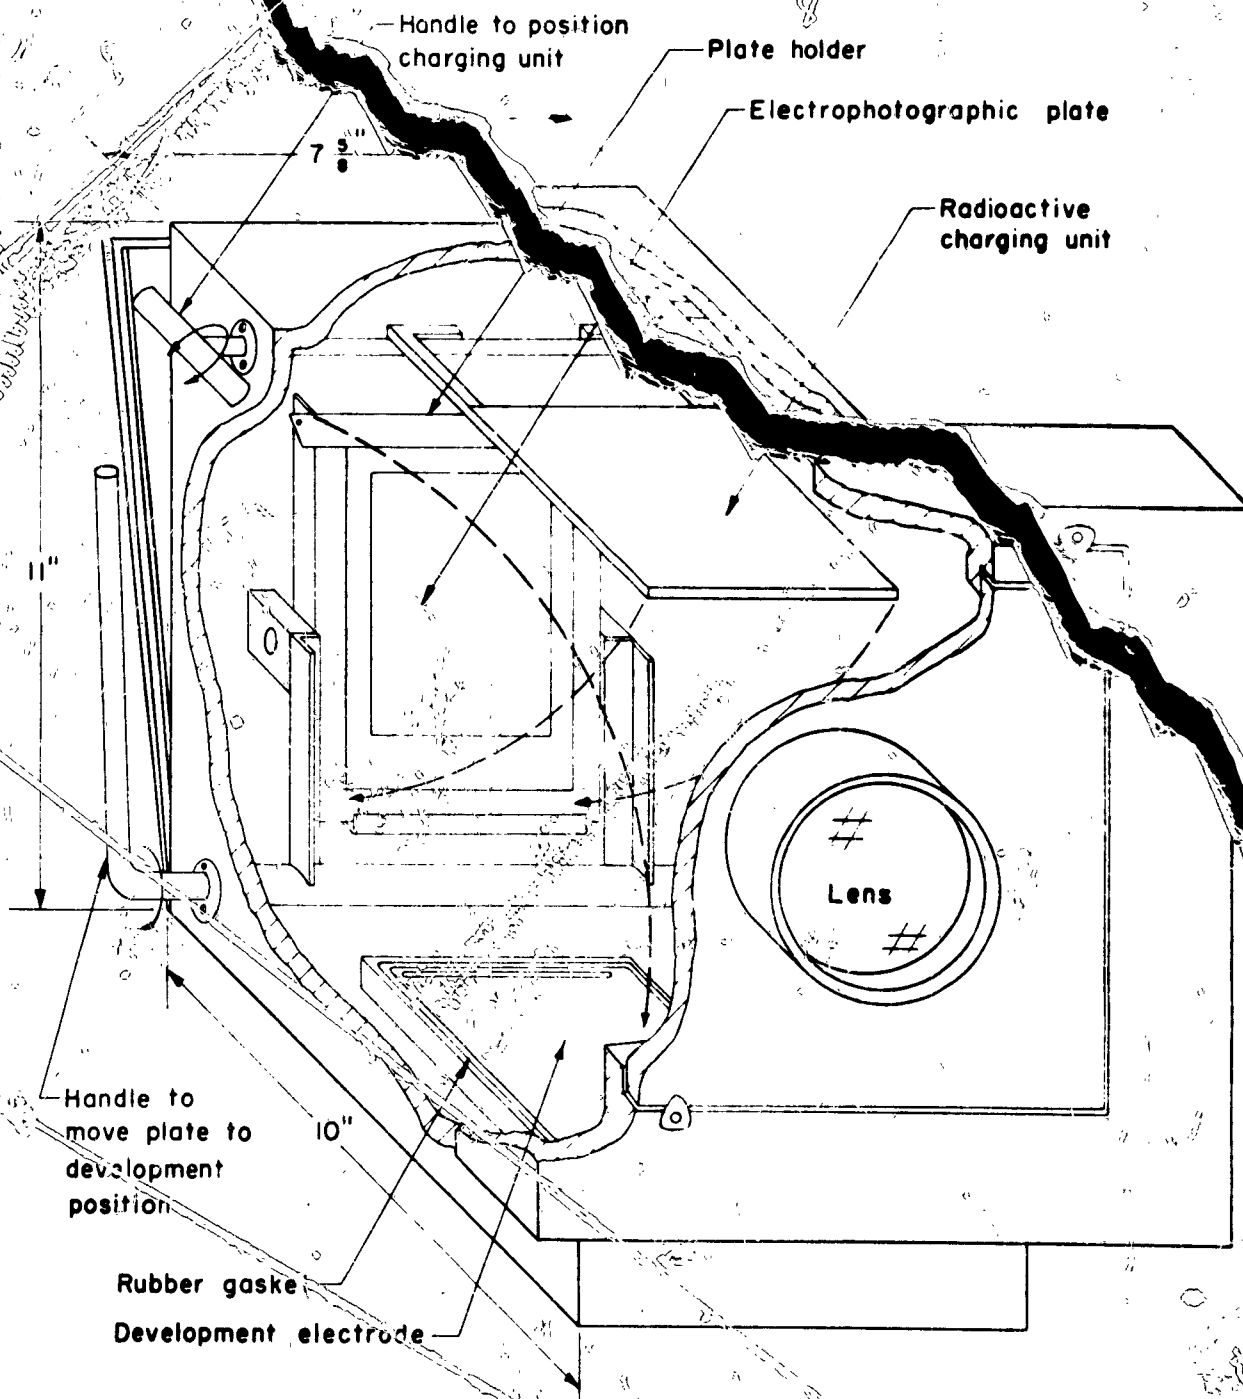 Handle to position
charging unit
Plate holder
Electrophotographic plate
7 5/8"
Radioactive
charging unit
11"
Lens
Handle to
move plate to
development
position
10"
Rubber gaske
Development electrode